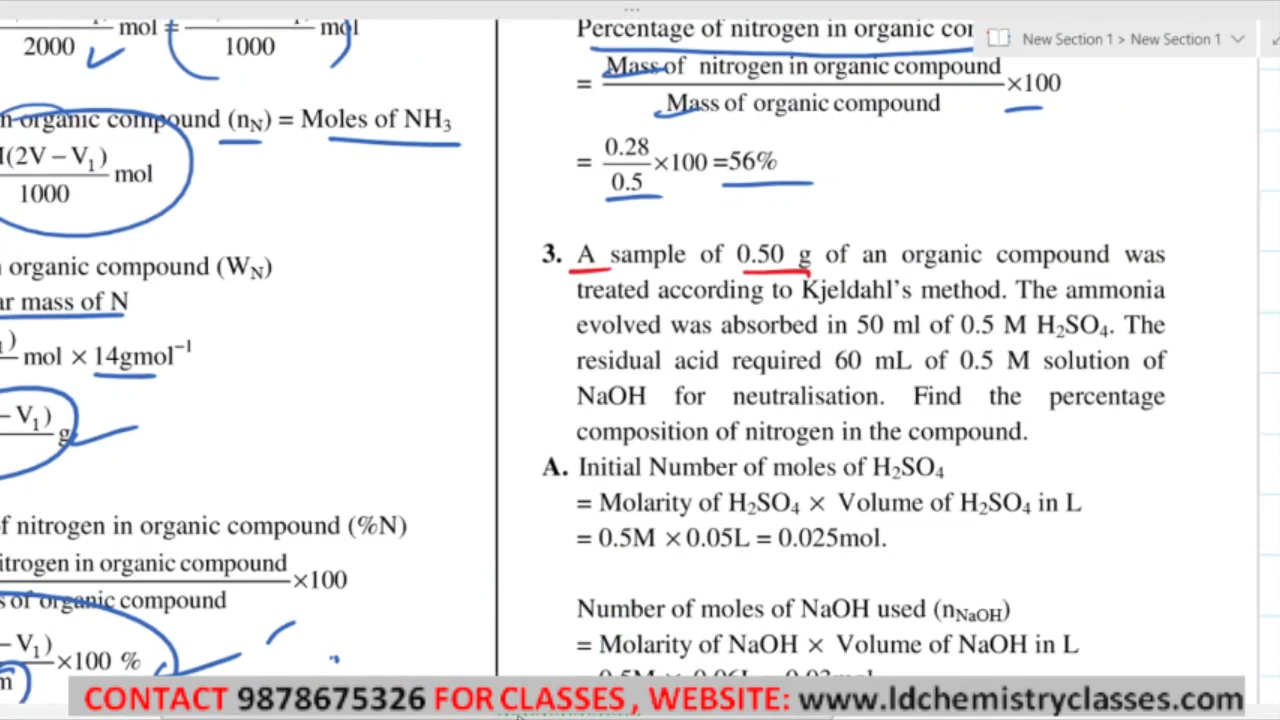 mol =
mol
2000
1000
n organic compound (nN) = Moles of NH3
(2V – V1)
mol
1000
organic compound (WN)
ar mass of N
mol × 14gmol⁻¹
– V1)
g
of nitrogen in organic compound (%N)
itrogen in organic compound
×100
s of organic compound
– V1)
×100 %
m
Percentage of nitrogen in organic co
New Section 1 > New Section 1
= Mass of nitrogen in organic compound
×100
Mass of organic compound
= 0.28
×100 =56%
0.5
3. A sample of 0.50 g of an organic compound was
treated according to Kjeldahl’s method. The ammonia
evolved was absorbed in 50 ml of 0.5 M H2SO4. The
residual acid required 60 mL of 0.5 M solution of
NaOH for neutralisation. Find the percentage
composition of nitrogen in the compound.
A. Initial Number of moles of H2SO4
= Molarity of H2SO4 × Volume of H2SO4 in L
= 0.5M ×0.05L = 0.025mol.
Number of moles of NaOH used (nNaOH)
= Molarity of NaOH × Volume of NaOH in L
CONTACT 9878675326 FOR CLASSES , WEBSITE: www.ldchemistryclasses.com